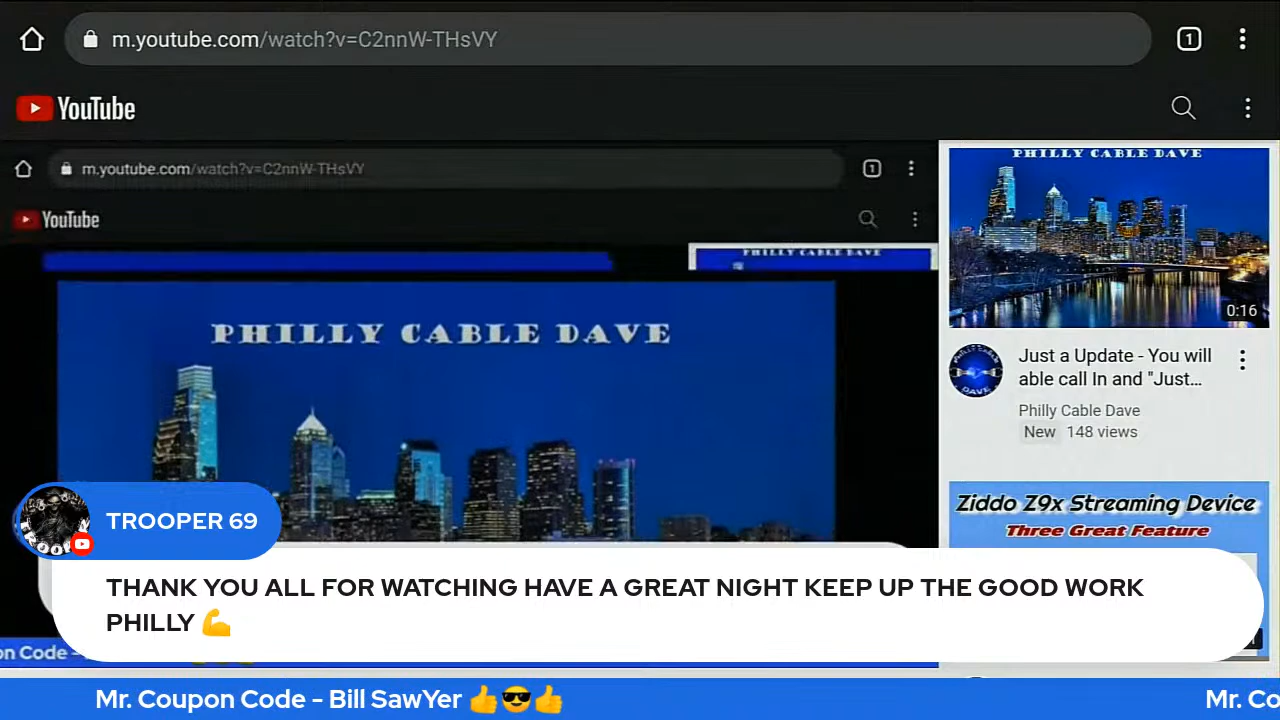 m.youtube.com/watch?v=C2nnW-THsVY
1
YouTube
m.youtube.com/watch?v=C2nnW-THsVY
1
YouTube
PHILLY CABLE DAVE
PHILLY CABLE DAVE
PHILLY CABLE DAVE
0:16
Just a Update - You will
able call In and "Just...
Philly Cable Dave
New 148 views
Ziddo Z9x Streaming Device
Three Great Feature
TROOPER 69
THANK YOU ALL FOR WATCHING HAVE A GREAT NIGHT KEEP UP THE GOOD WORK
PHILLY 💪
on Code -
Mr. Coupon Code - Bill SawYer 👍😎👍
Mr. Co